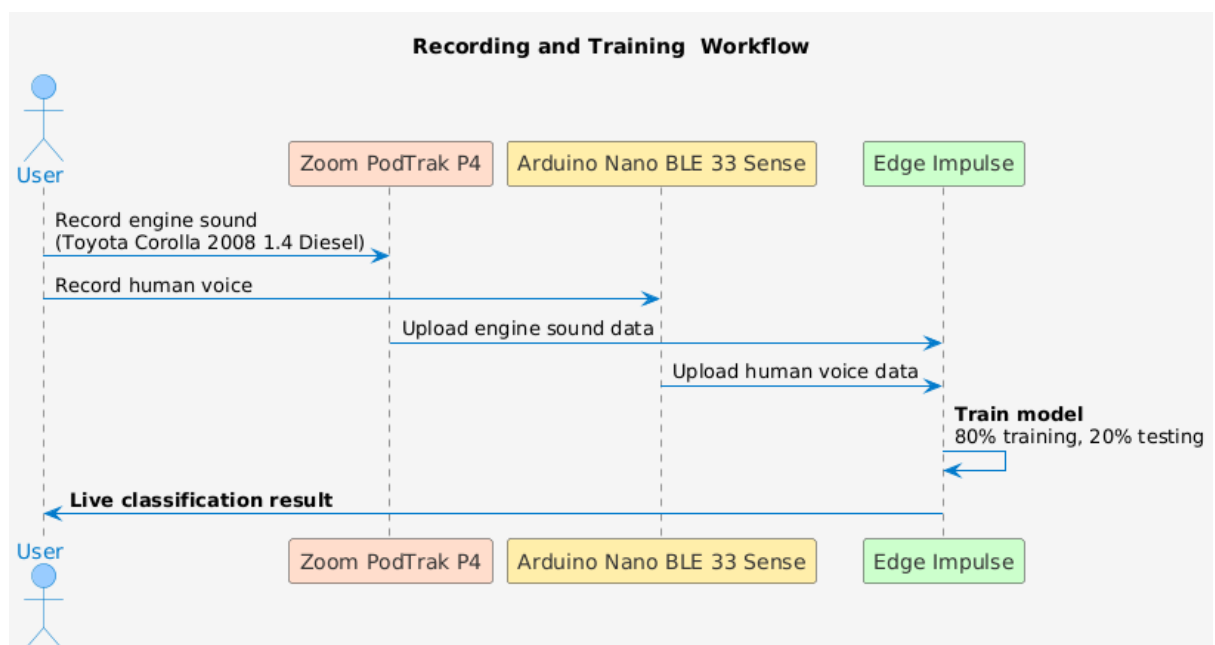 Recording and Training  Workflow
User
Zoom PodTrak P4
Arduino Nano BLE 33 Sense
Edge Impulse
Record engine sound
(Toyota Corolla 2008 1.4 Diesel)
Record human voice
Upload engine sound data
Upload human voice data
Train model
80% training, 20% testing
Live classification result
User
Zoom PodTrak P4
Arduino Nano BLE 33 Sense
Edge Impulse